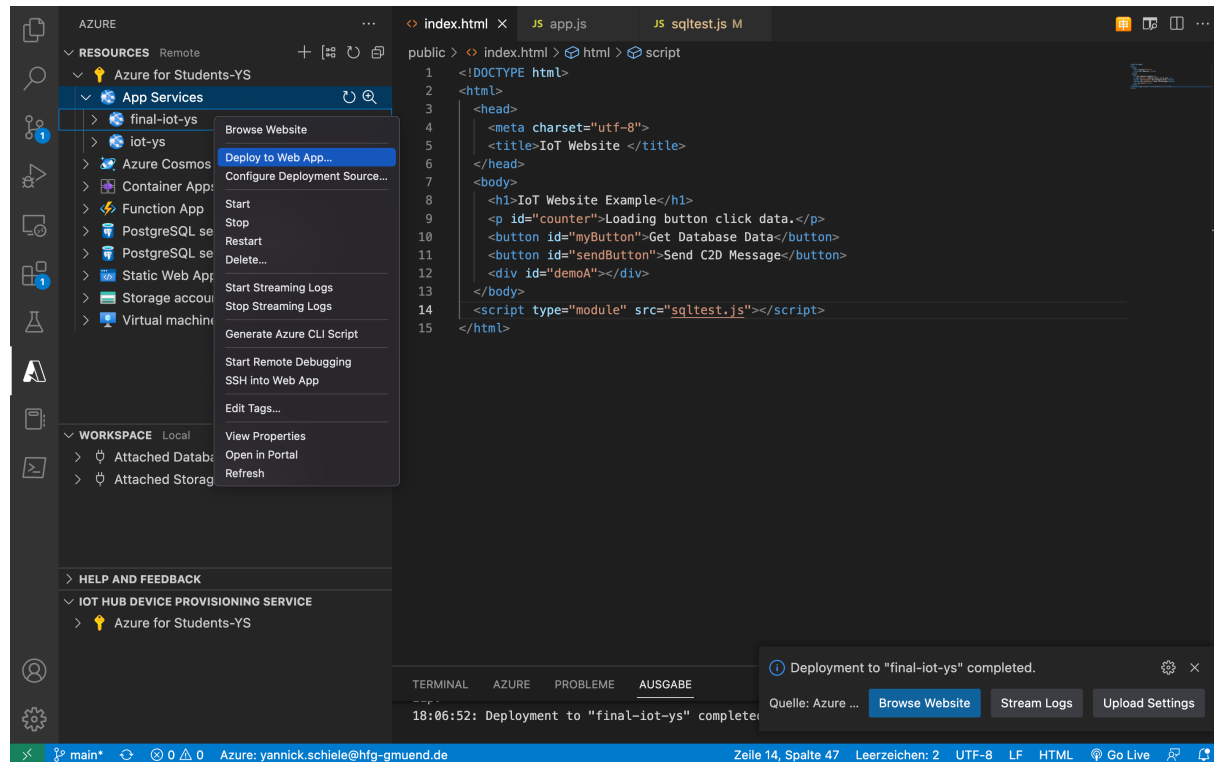 AZURE
RESOURCES Remote
Azure for Students-YS
App Services
final-iot-ys
iot-ys
Azure Cosmos
Container Apps
Function App
PostgreSQL se
PostgreSQL se
Static Web App
Storage accou
Virtual machine
Browse Website
Deploy to Web App...
Configure Deployment Source...
Start
Stop
Restart
Delete...
Start Streaming Logs
Stop Streaming Logs
Generate Azure CLI Script
Start Remote Debugging
SSH into Web App
Edit Tags...
View Properties
Open in Portal
Refresh
WORKSPACE Local
Attached Databa
Attached Storag
HELP AND FEEDBACK
IOT HUB DEVICE PROVISIONING SERVICE
Azure for Students-YS
index.html JS app.js JS sqltest.js M
public > index.html > html > script
1 <!DOCTYPE html>
2 <html>
3 <head>
4 <meta charset="utf-8">
5 <title>IoT Website </title>
6 </head>
7 <body>
8 <h1>IoT Website Example</h1>
9 <p id="counter">Loading button click data.</p>
10 <button id="myButton">Get Database Data</button>
11 <button id="sendButton">Send C2D Message</button>
12 <div id="demoA"></div>
13 </body>
14 <script type="module" src="sqltest.js"></script>
15 </html>
TERMINAL AZURE PROBLEME AUSGABE
18:06:52: Deployment to "final-iot-ys" completed
Deployment to "final-iot-ys" completed.
Quelle: Azure ... Browse Website Stream Logs Upload Settings
main* 0 0 Azure: yannick.schiele@hfg-gmuend.de Zeile 14, Spalte 47 Leerzeichen: 2 UTF-8 LF HTML Go Live